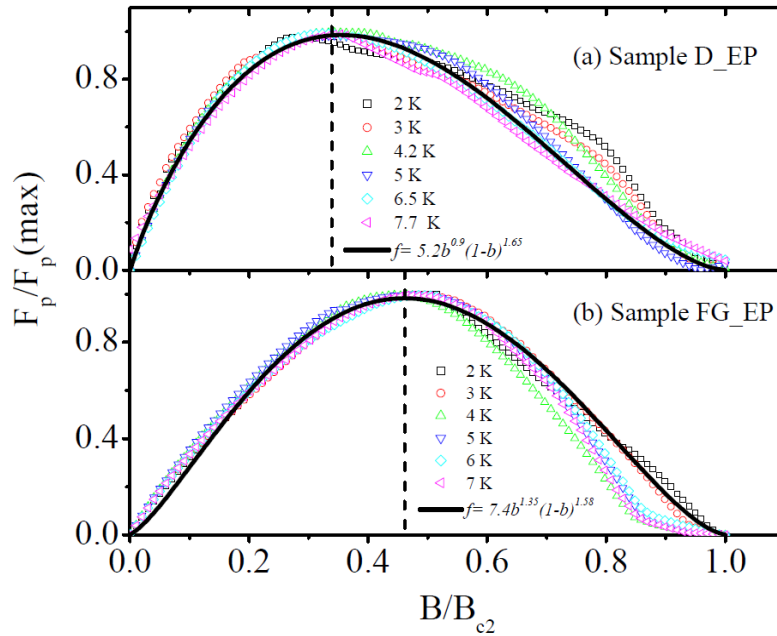 (a) Sample D_EP
0.8
0.4
0.0
2 K
3 K
4.2 K
5 K
6.5 K
7.7 K
f= 5.2b^0.9(1-b)^1.65
F_p/F_p(max)
(b) Sample FG_EP
0.8
0.4
0.0
2 K
3 K
4 K
5 K
6 K
7 K
f= 7.4b^1.35(1-b)^1.58
0.0 0.2 0.4 0.6 0.8 1.0
B/B_c2